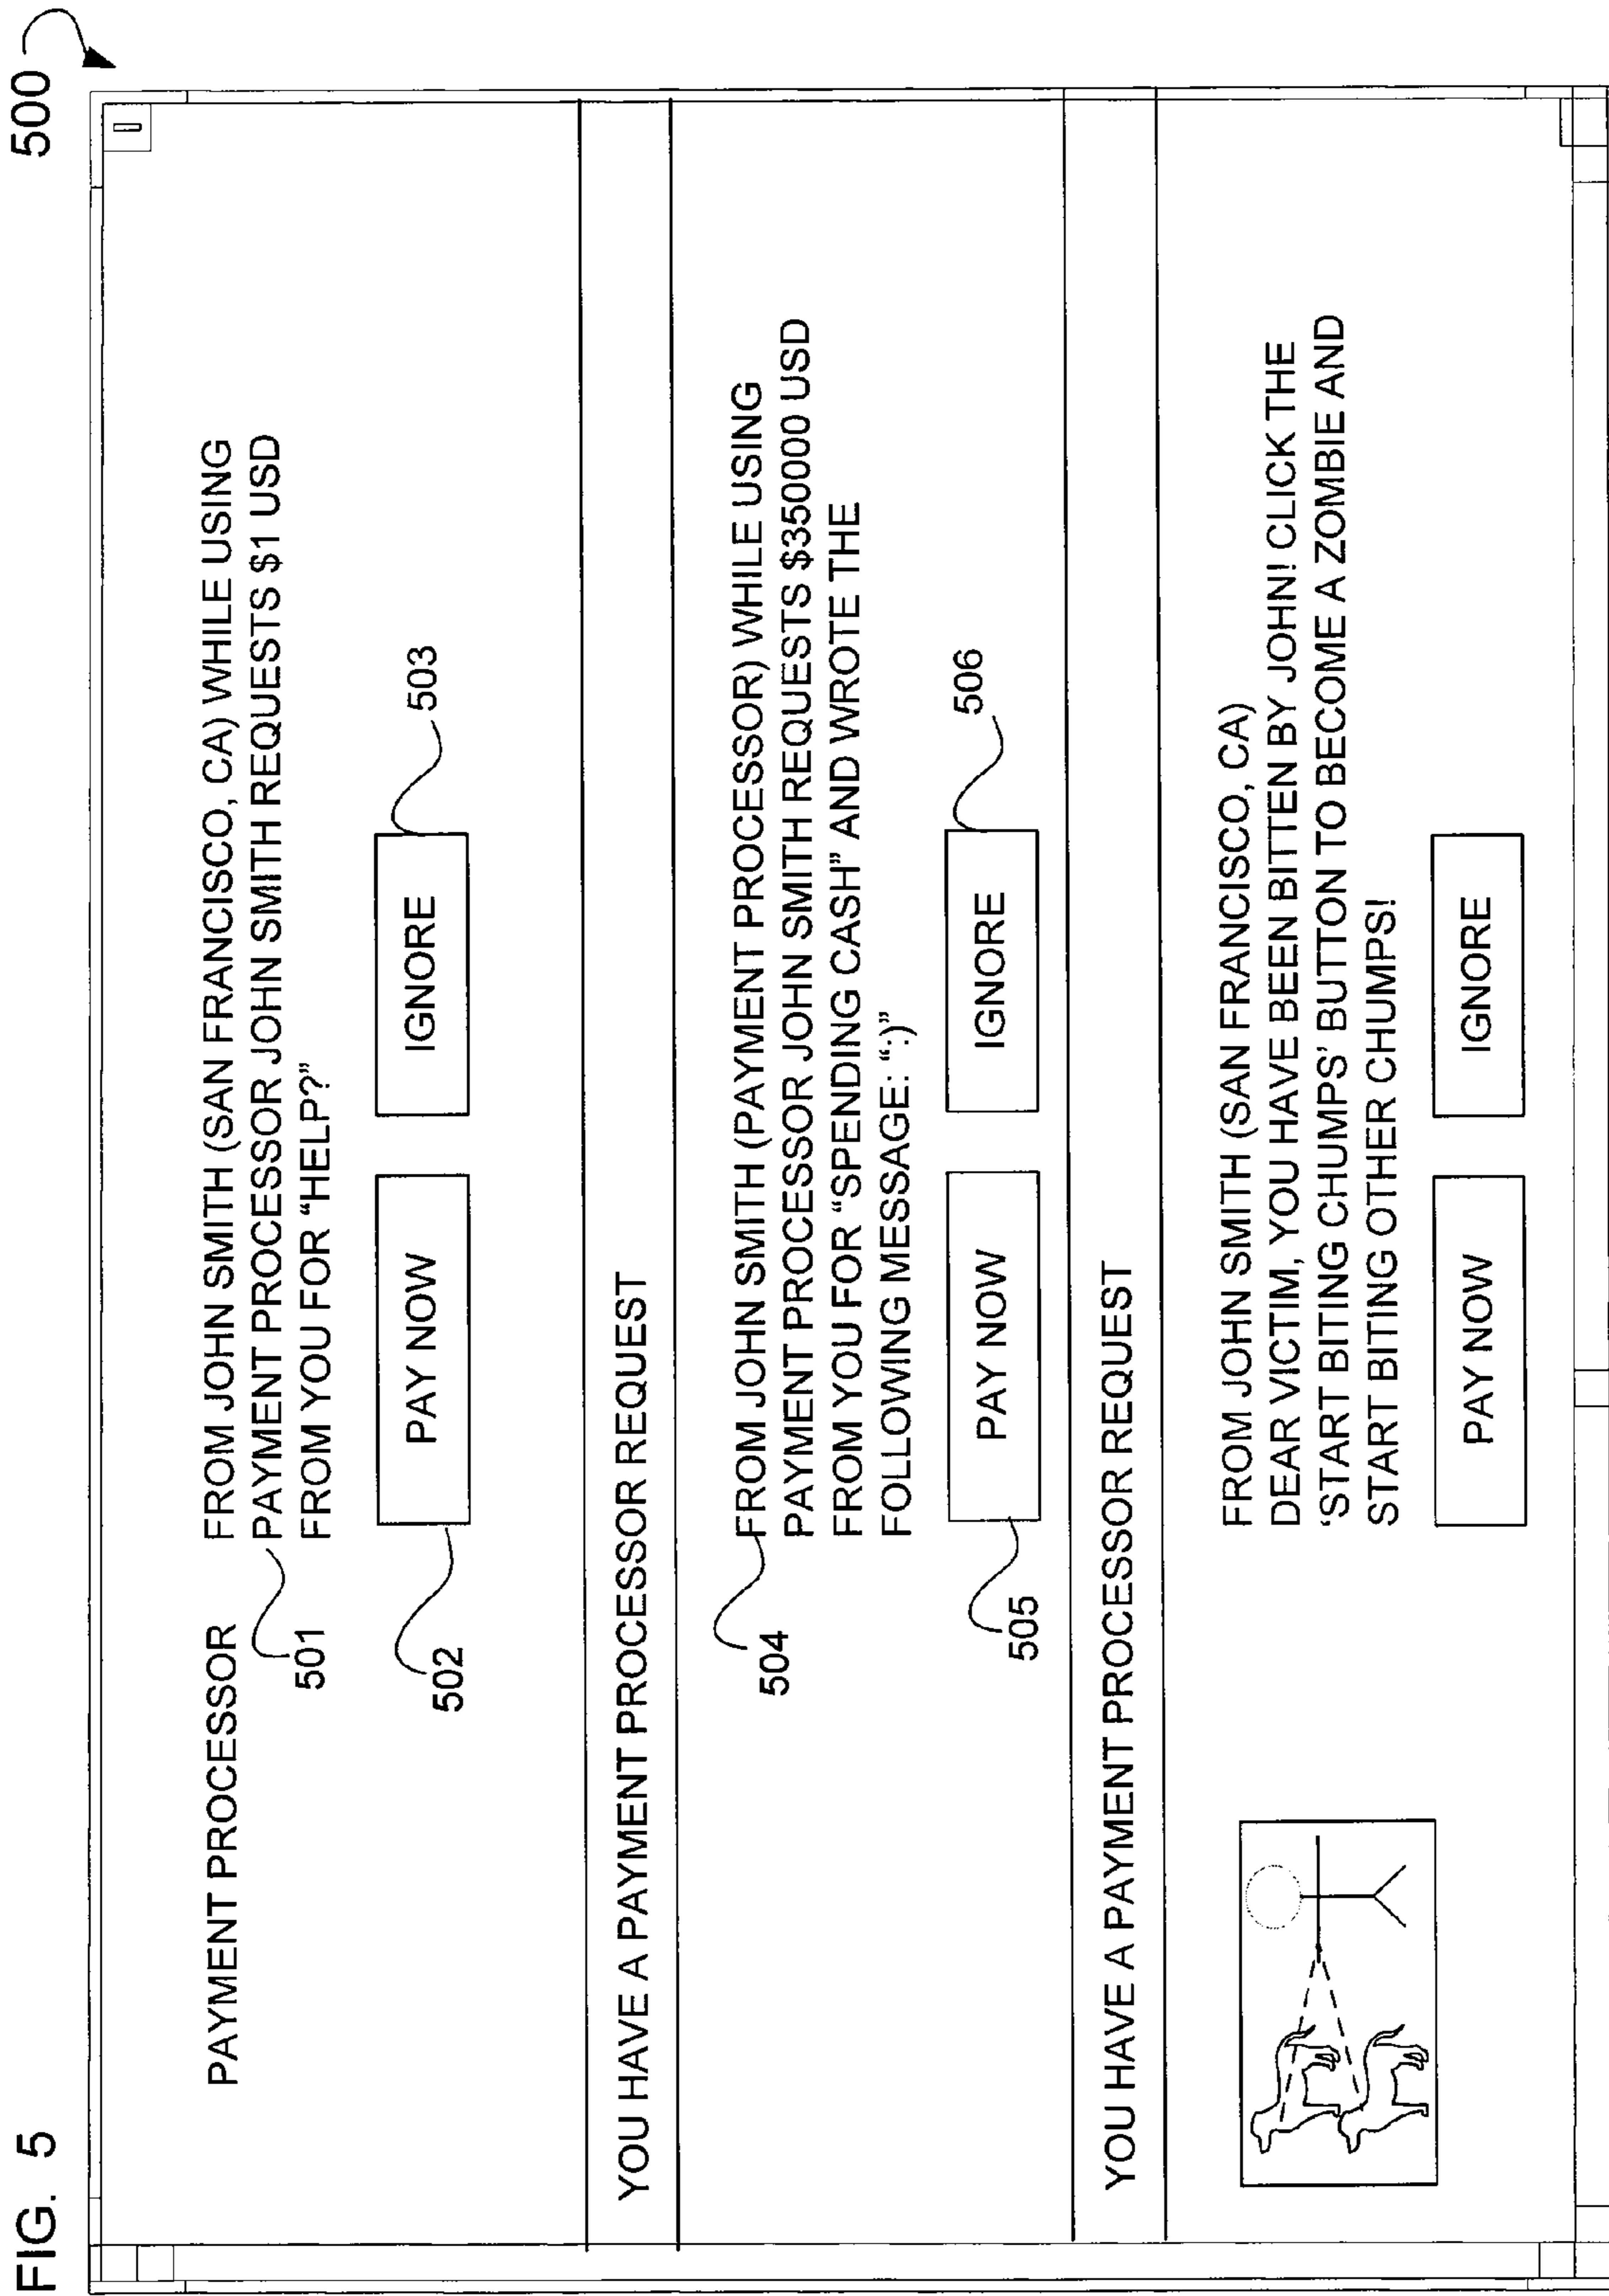 FIG. 5
500
PAYMENT PROCESSOR
FROM JOHN SMITH (SAN FRANCISCO, CA) WHILE USING
PAYMENT PROCESSOR JOHN SMITH REQUESTS $1 USD
FROM YOU FOR “HELP?”
501
PAY NOW
IGNORE
502
503
YOU HAVE A PAYMENT PROCESSOR REQUEST
FROM JOHN SMITH (PAYMENT PROCESSOR) WHILE USING
PAYMENT PROCESSOR JOHN SMITH REQUESTS $350000 USD
FROM YOU FOR “SPENDING CASH” AND WROTE THE
FOLLOWING MESSAGE: “:)”
504
PAY NOW
IGNORE
505
506
YOU HAVE A PAYMENT PROCESSOR REQUEST
FROM JOHN SMITH (SAN FRANCISCO, CA)
DEAR VICTIM, YOU HAVE BEEN BITTEN BY JOHN! CLICK THE
‘START BITING CHUMPS’ BUTTON TO BECOME A ZOMBIE AND
START BITING OTHER CHUMPS!
PAY NOW
IGNORE